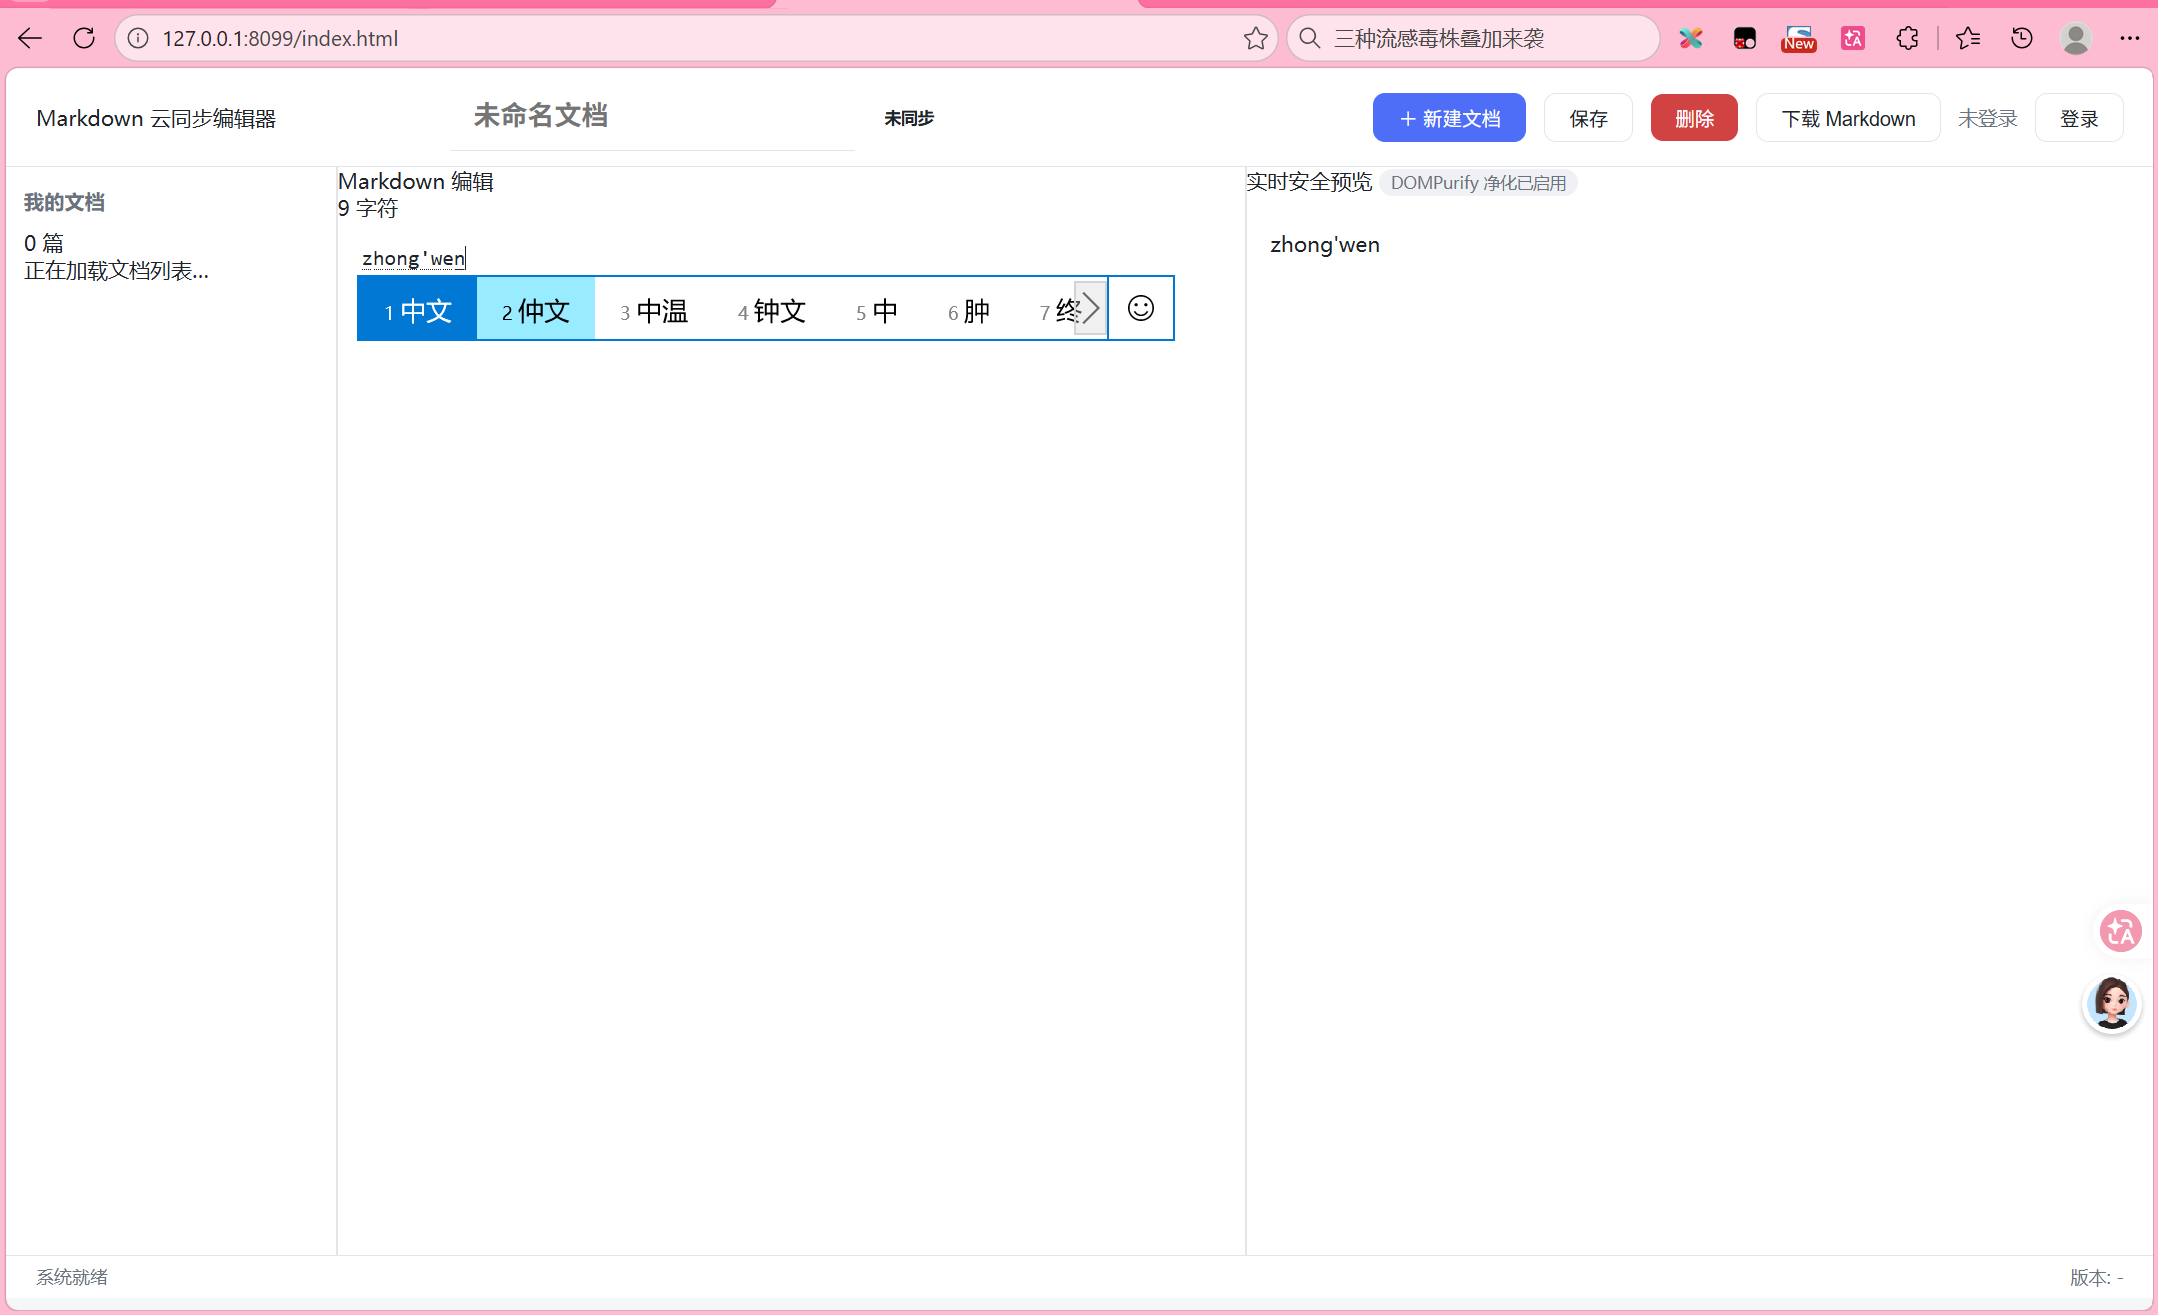 127.0.0.1:8099/index.html
三种流感毒株叠加来袭
New
Markdown 云同步编辑器
未命名文档
未同步
+ 新建文档
保存
删除
下载 Markdown
未登录
登录
我的文档
0 篇
正在加载文档列表...
Markdown 编辑
9 字符
zhong'wen
1 中文 2 仲文 3 中温 4 钟文 5 中 6 肿 7 终
实时安全预览 DOMPurify 净化已启用
zhong'wen
系统就绪
版本: -